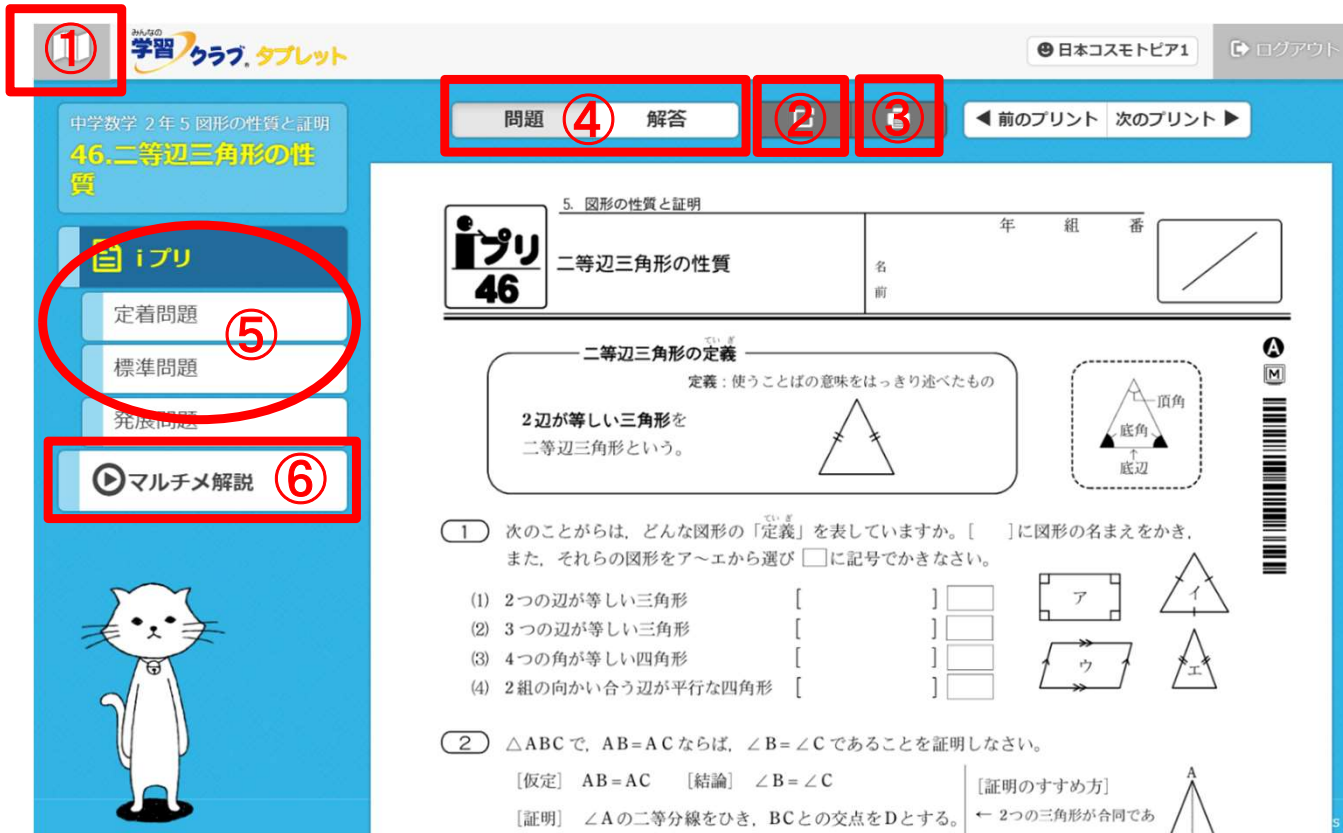 ①
みんなの
学習クラブ タブレット
日本コスモトピア1
ログアウト
中学数学 2年 5 図形の性質と証明
46.二等辺三角形の性
質
問題 ④ 解答
②
③
◀ 前のプリント 次のプリント ▶
iプリ
定着問題
⑤
標準問題
発展問題
マルチメ解説 ⑥
5. 図形の性質と証明
iプリ
46
二等辺三角形の性質
年 組 番
名
前
二等辺三角形の定義
ていぎ
定義：使うことばの意味をはっきり述べたもの
2辺が等しい三角形を
二等辺三角形という。
頂角
底角
↑
底辺
A
M
1 次のことがらは，どんな図形の「定義」を表していますか。[ ]に図形の名まえをかき，
ていぎ
また，それらの図形をア〜エから選び □に記号でかきなさい。
(1) 2つの辺が等しい三角形 [ ]
(2) 3つの辺が等しい三角形 [ ]
(3) 4つの角が等しい四角形 [ ]
(4) 2組の向かい合う辺が平行な四角形 [ ]
ア
イ
ウ
エ
2 △ABCで，AB=ACならば，∠B=∠Cであることを証明しなさい。
[仮定] AB=AC [結論] ∠B=∠C
[証明] ∠Aの二等分線をひき，BCとの交点をDとする。
[証明のすすめ方]
← 2つの三角形が合同であ
A